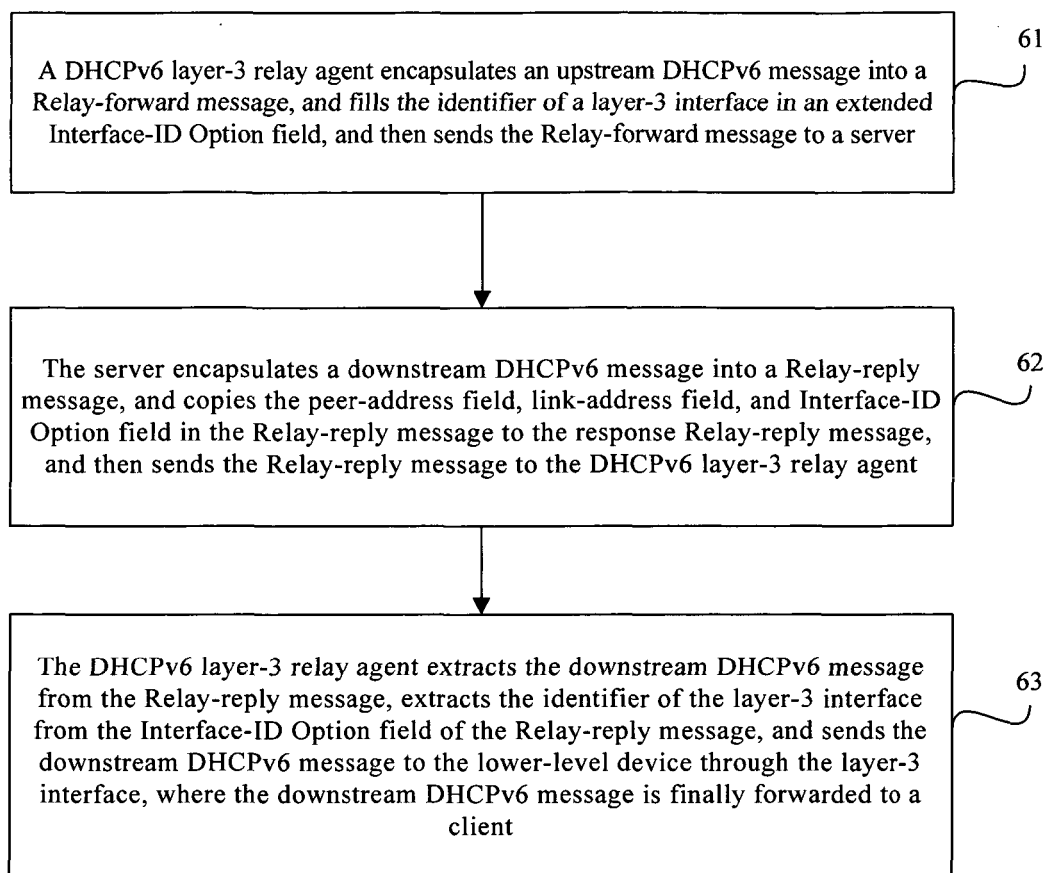 61
A DHCPv6 layer-3 relay agent encapsulates an upstream DHCPv6 message into a
Relay-forward message, and fills the identifier of a layer-3 interface in an extended
Interface-ID Option field, and then sends the Relay-forward message to a server
62
The server encapsulates a downstream DHCPv6 message into a Relay-reply
message, and copies the peer-address field, link-address field, and Interface-ID
Option field in the Relay-reply message to the response Relay-reply message,
and then sends the Relay-reply message to the DHCPv6 layer-3 relay agent
63
The DHCPv6 layer-3 relay agent extracts the downstream DHCPv6 message
from the Relay-reply message, extracts the identifier of the layer-3 interface
from the Interface-ID Option field of the Relay-reply message, and sends the
downstream DHCPv6 message to the lower-level device through the layer-3
interface, where the downstream DHCPv6 message is finally forwarded to a
client